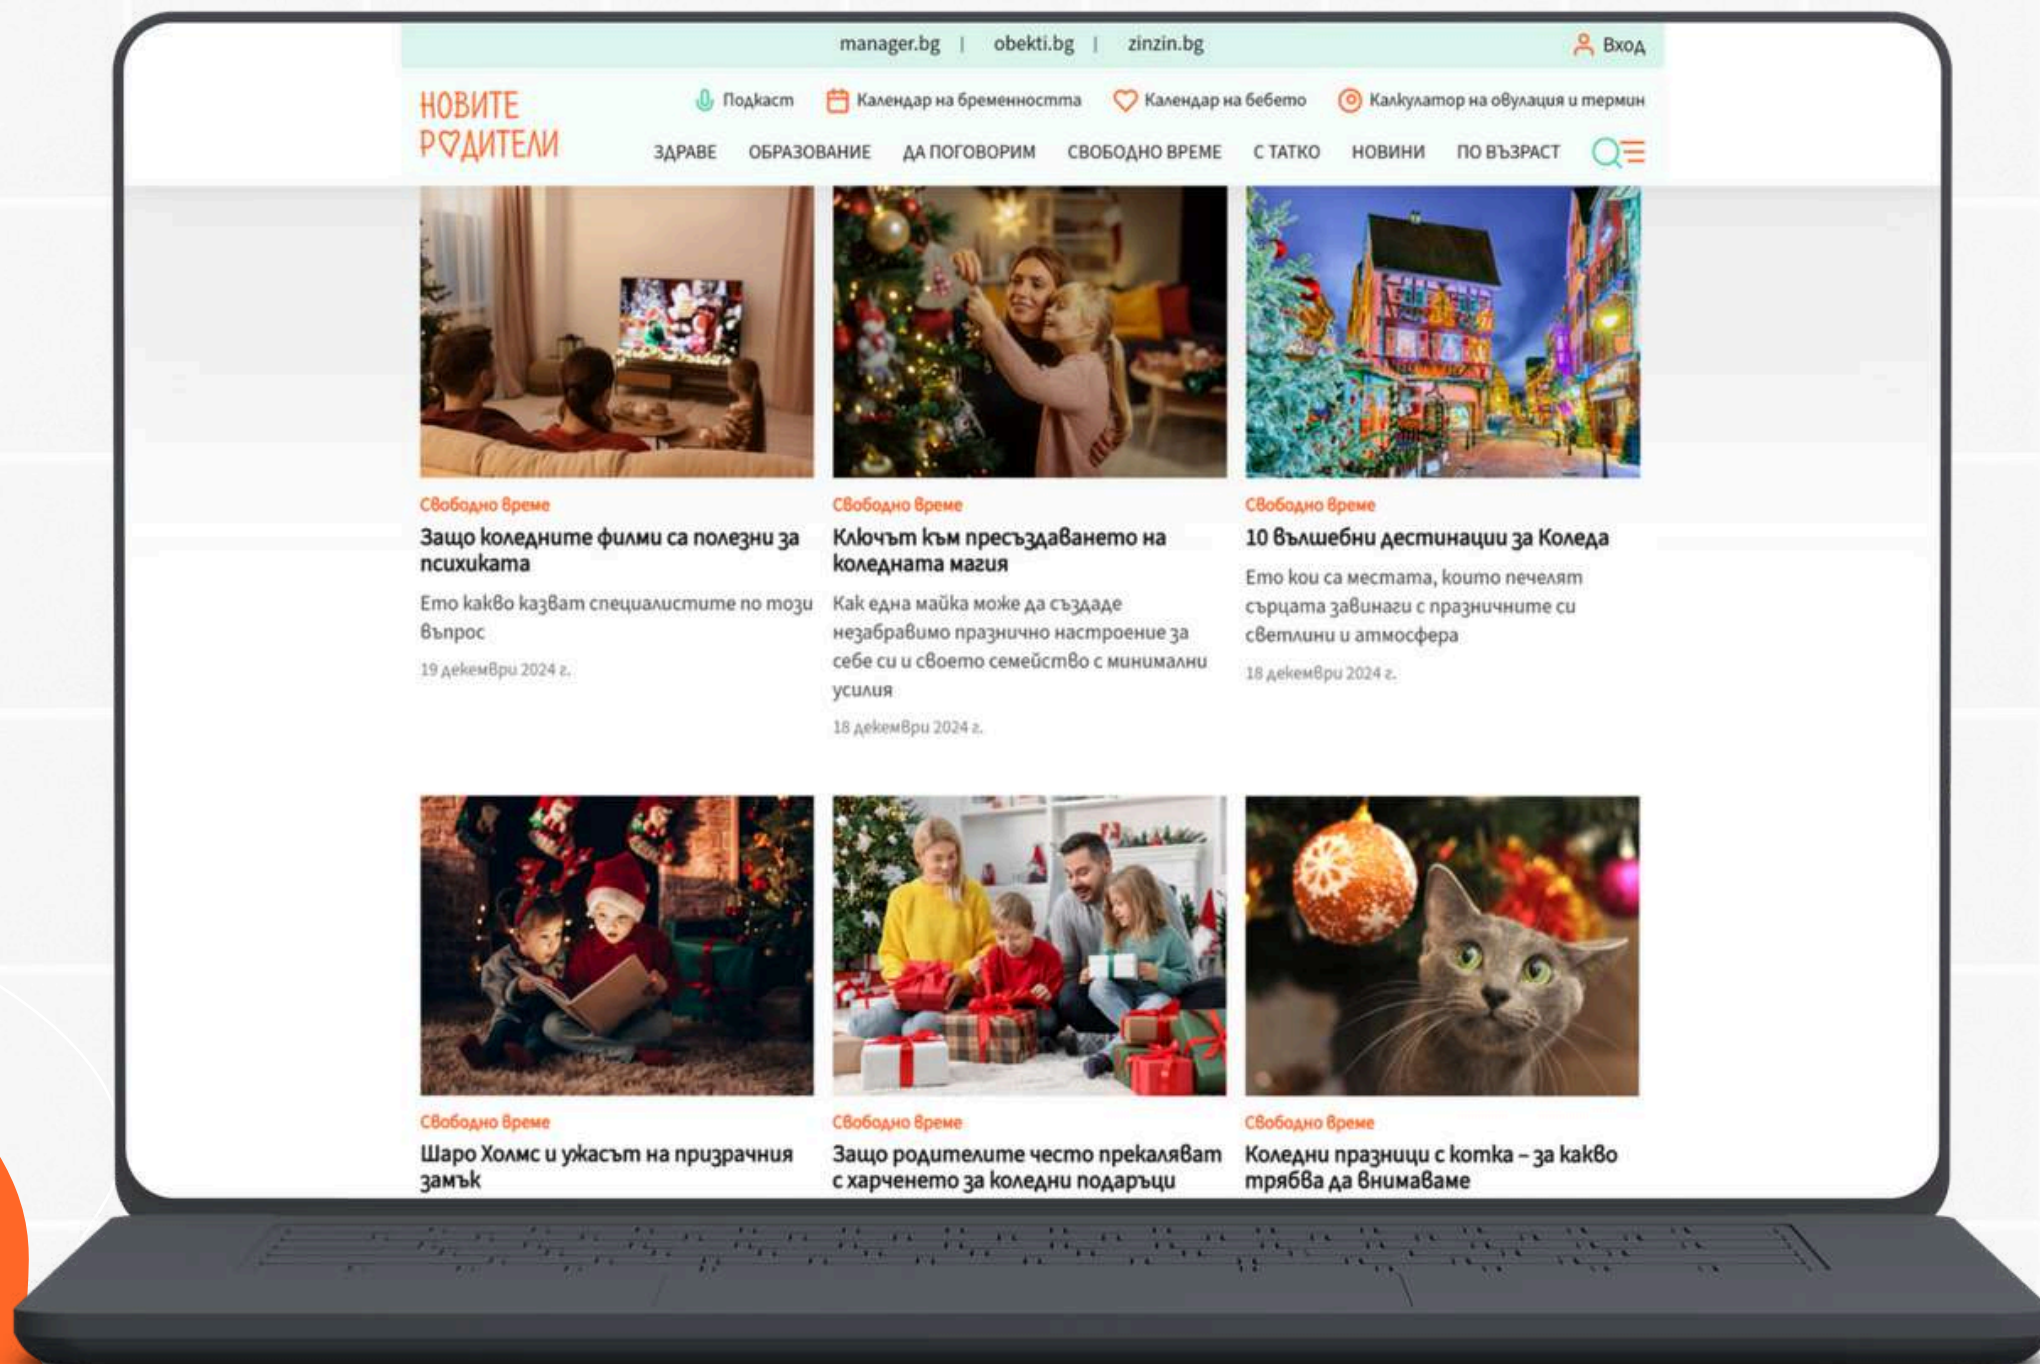 manager.bg | obekti.bg | zinzin.bg
Вход
НОВИТЕ
РОДИТЕЛИ
Подкаст
Календар на бременността
Календар на бебето
Калкулатор на овулация и термин
ЗДРАВЕ ОБРАЗОВАНИЕ ДА ПОГОВОРИМ СВОБОДНО ВРЕМЕ С ТАТКО НОВИНИ ПО ВЪЗРАСТ
Свободно време
Защо коледните филми са полезни за
психиката
Ето какво казват специалистите по този
въпрос
19 декември 2024 г.
Свободно време
Ключът към пресъздаването на
коледната магия
Как една майка може да създаде
незабравимо празнично настроение за
себе си и своето семейство с минимални
усилия
18 декември 2024 г.
Свободно време
10 вълшебни дестинации за Коледа
Ето кои са местата, които печелят
сърцата завинаги с празничните си
светлини и атмосфера
18 декември 2024 г.
Свободно време
Шаро Холмс и ужасът на призрачния
замък
Свободно време
Защо родителите често прекаляват
с харченето за коледни подаръци
Свободно време
Коледни празници с котка – за какво
трябва да внимаваме